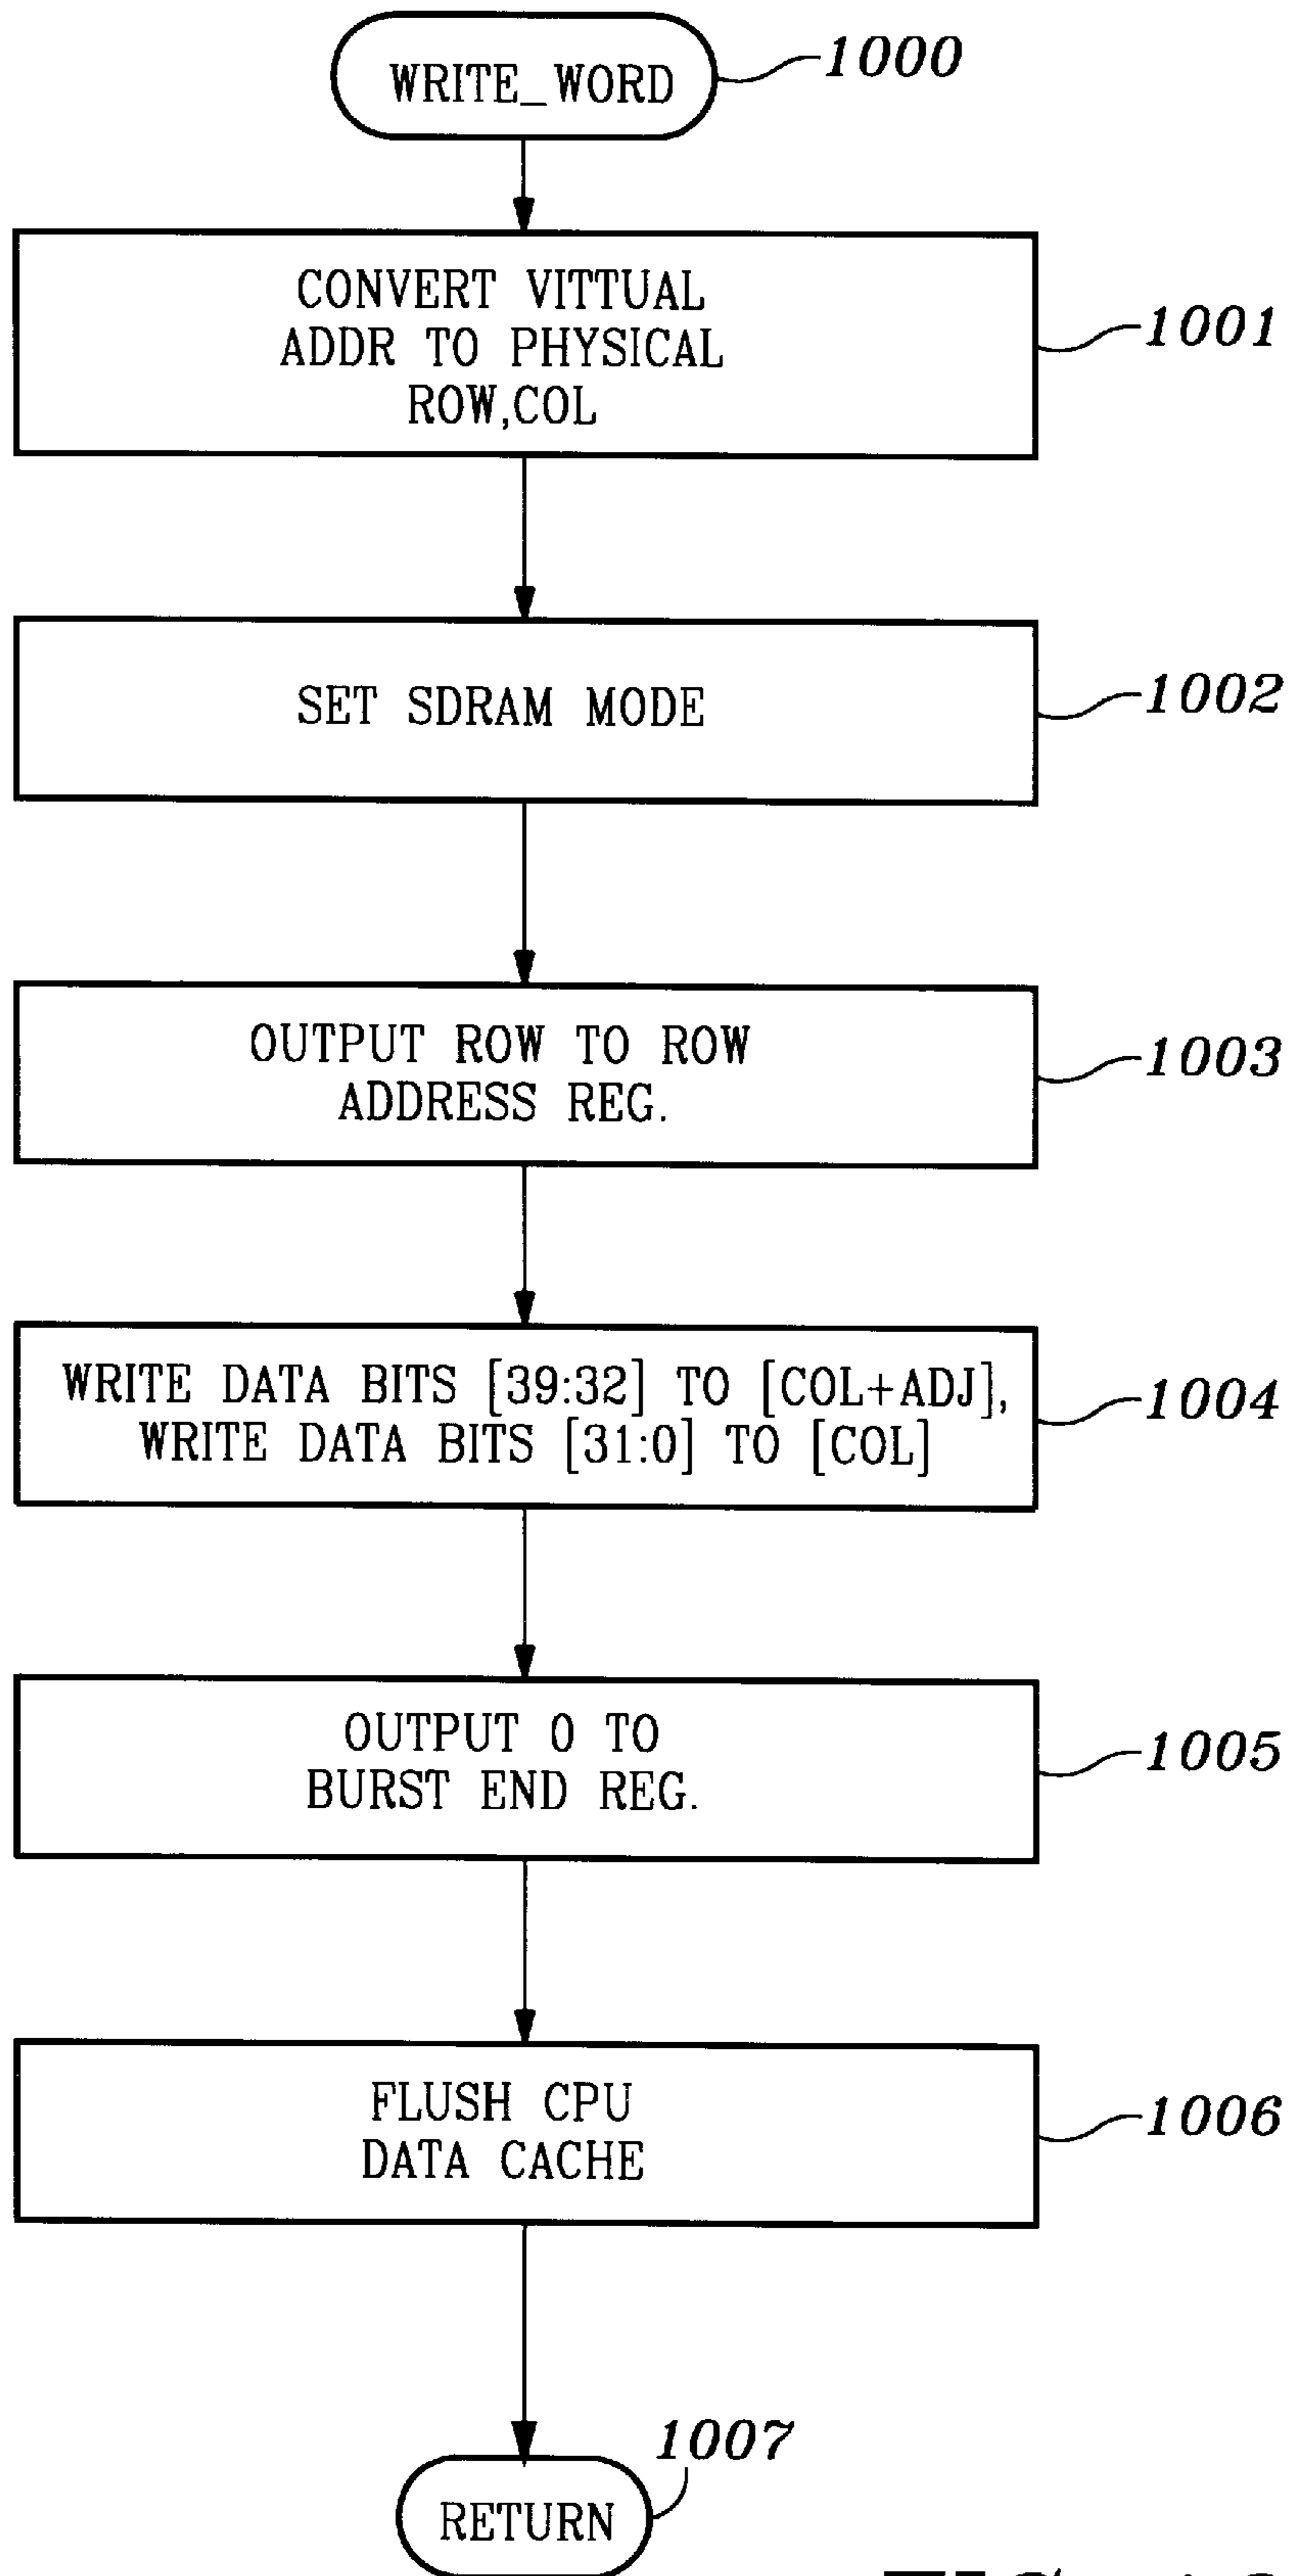 WRITE_WORD
1000
CONVERT VITTUAL
ADDR TO PHYSICAL
ROW,COL
1001
SET SDRAM MODE
1002
OUTPUT ROW TO ROW
ADDRESS REG.
1003
WRITE DATA BITS [39:32] TO [COL+ADJ],
WRITE DATA BITS [31:0] TO [COL]
1004
OUTPUT 0 TO
BURST END REG.
1005
FLUSH CPU
DATA CACHE
1006
1007
RETURN